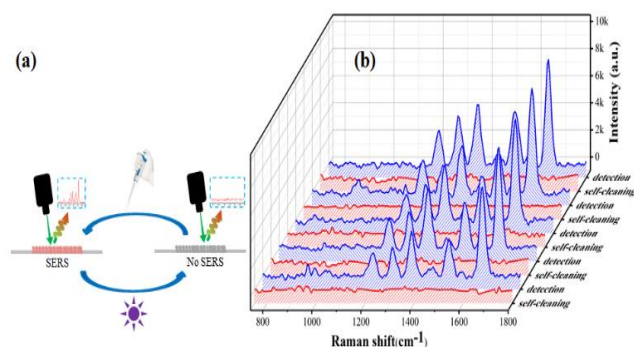 (a)
SERS
No SERS
(b)
10k
8k
6k
4k
2k
0
Intensity (a.u.)
detection
self-cleaning
detection
self-cleaning
detection
self-cleaning
detection
self-cleaning
detection
self-cleaning
800 1000 1200 1400 1600 1800
Raman shift(cm-1)